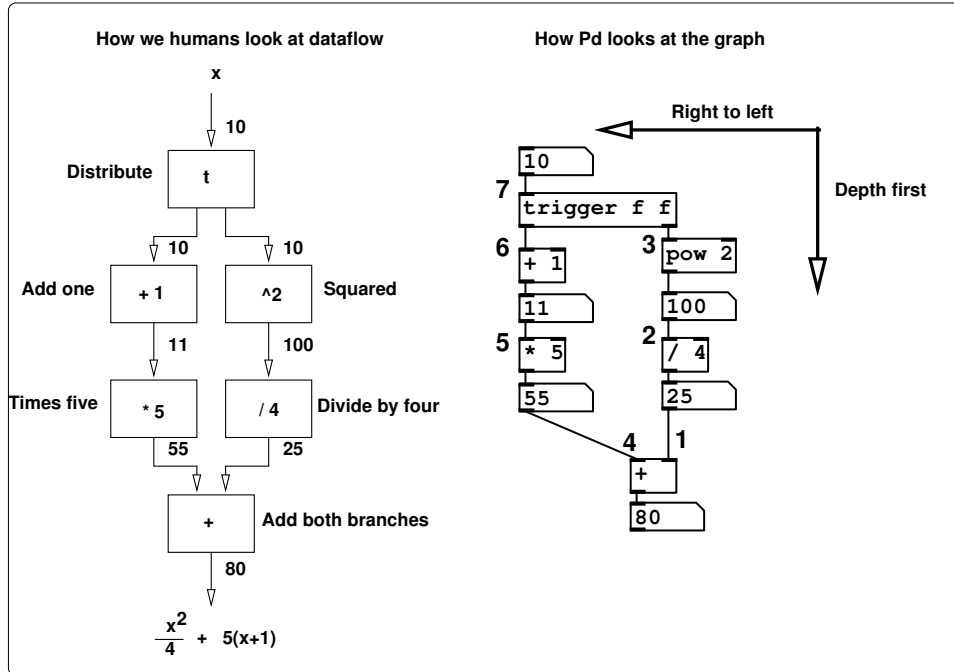 How we humans look at dataflow
x
10
Distribute
t
10
10
Add one
+ 1
^2
Squared
11
100
Times five
* 5
/ 4
Divide by four
55
25
+
Add both branches
80
x2
4
+ 5(x+1)
How Pd looks at the graph
Right to left
Depth first
10
7
trigger f f
6
+ 1
3
pow 2
11
100
5
* 5
2
/ 4
55
25
4
1
+
80